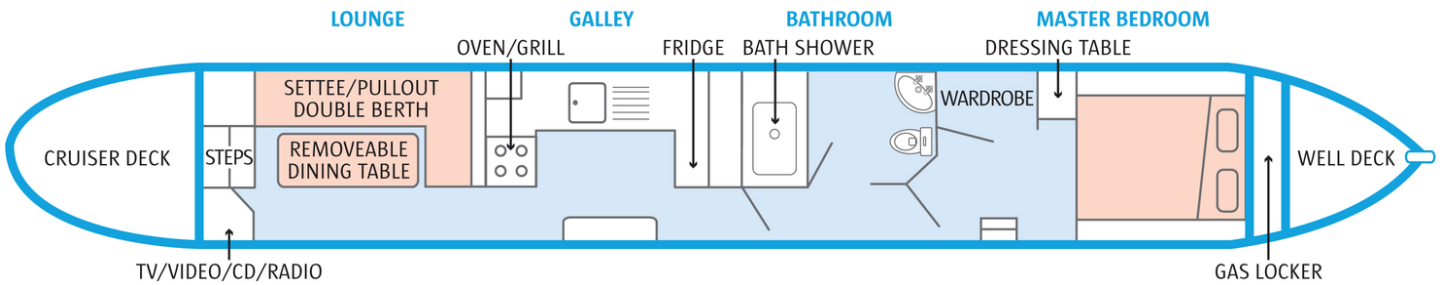 LOUNGE
GALLEY
BATHROOM
MASTER BEDROOM
OVEN/GRILL
FRIDGE
BATH SHOWER
DRESSING TABLE
SETTEE/PULLOUT
DOUBLE BERTH
WARDROBE
CRUISER DECK
STEPS
REMOVEABLE
DINING TABLE
WELL DECK
TV/VIDEO/CD/RADIO
GAS LOCKER